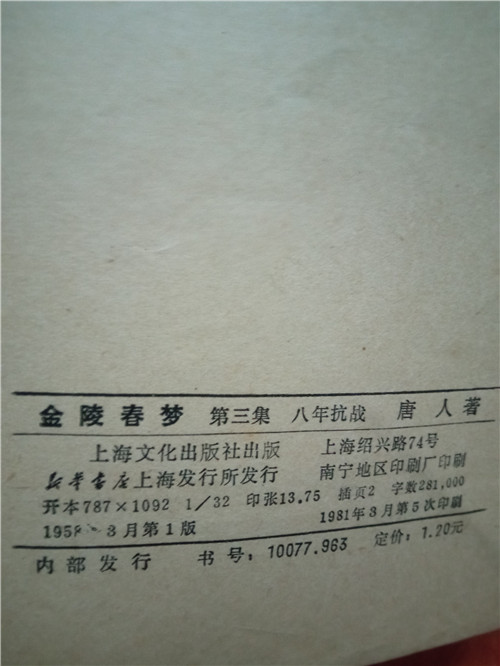 金陵春梦 第三集 八年抗战 唐人著
上海文化出版社出版 上海绍兴路74号
新华书店上海发行所发行 南宁地区印刷厂印刷
开本787×1092 1/32 印张13.75 插页2 字数281,000
1958年3月第1版 1981年3月第5次印刷
内部发行 书号：10077.963 定价：1.20元